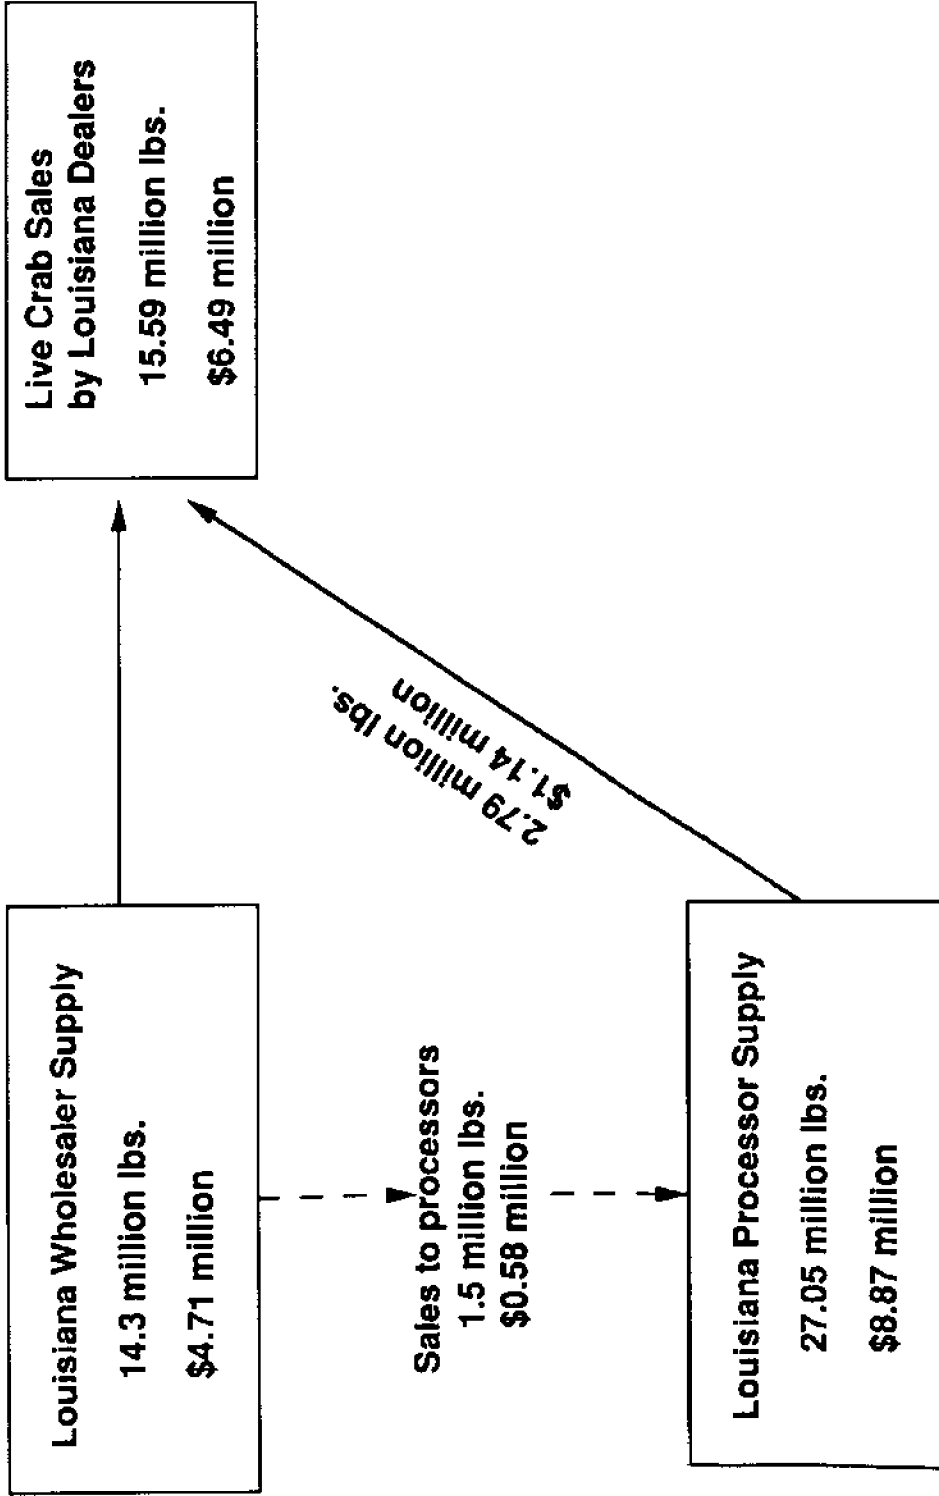 Louisiana Wholesaler Supply
14.3 million lbs.
$4.71 million
Live Crab Sales
by Louisiana Dealers
15.59 million lbs.
$6.49 million
2.79 million lbs.
$1.14 million
Sales to processors
1.5 million lbs.
$0.58 million
Louisiana Processor Supply
27.05 million lbs.
$8.87 million